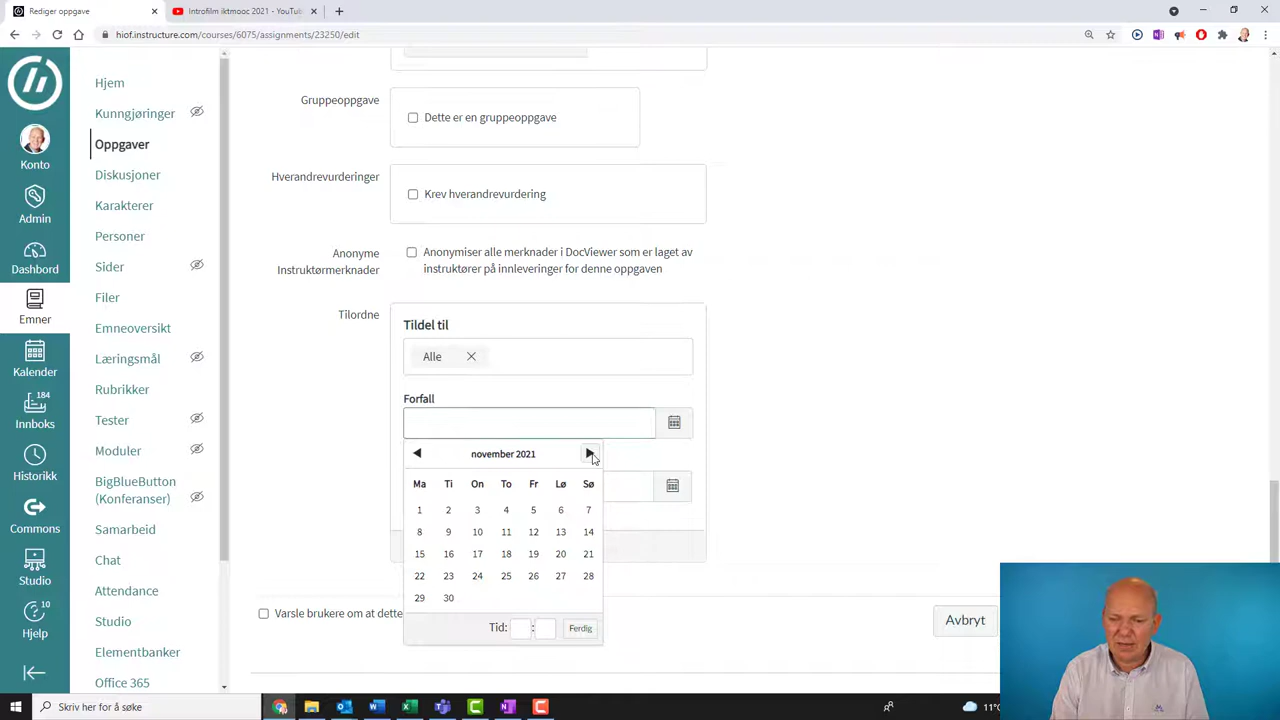 Rediger oppgave
Introfilm iktmooc 2021 - YouTub
hiof.instructure.com/courses/6075/assignments/23250/edit
Konto
Admin
Dashbord
Emner
Kalender
184
Innboks
Historikk
Commons
Studio
10
Hjelp
Hjem
Kunngjøringer
Oppgaver
Diskusjoner
Karakterer
Personer
Sider
Filer
Emneoversikt
Læringsmål
Rubrikker
Tester
Moduler
BigBlueButton
(Konferanser)
Samarbeid
Chat
Attendance
Studio
Elementbanker
Office 365
Gruppeoppgave
Dette er en gruppeoppgave
Hverandrevurderinger
Krev hverandrevurdering
Anonyme
Instruktørmerknader
Anonymiser alle merknader i DocViewer som er laget av
instruktører på innleveringer for denne oppgaven
Tilordne
Tildel til
Alle
Forfall
november 2021
Ma Ti On To Fr Lø Sø
1 2 3 4 5 6 7
8 9 10 11 12 13 14
15 16 17 18 19 20 21
22 23 24 25 26 27 28
29 30
Tid: : Ferdig
Varsle brukere om at dette
Avbryt
Skriv her for å søke
11°C